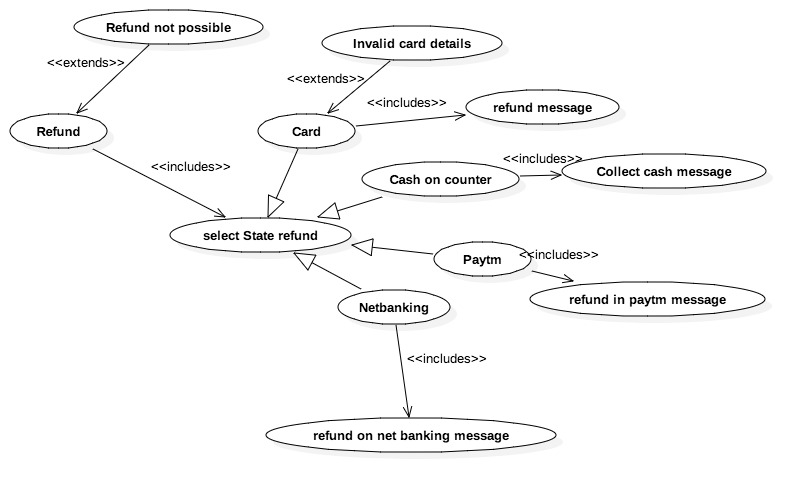 Refund not possible
Invalid card details
<<extends>>
<<extends>>
<<includes>>
refund message
Refund
Card
<<includes>>
<<includes>>
Cash on counter
Collect cash message
select State refund
Paytm
<<includes>>
refund in paytm message
Netbanking
<<includes>>
refund on net banking message